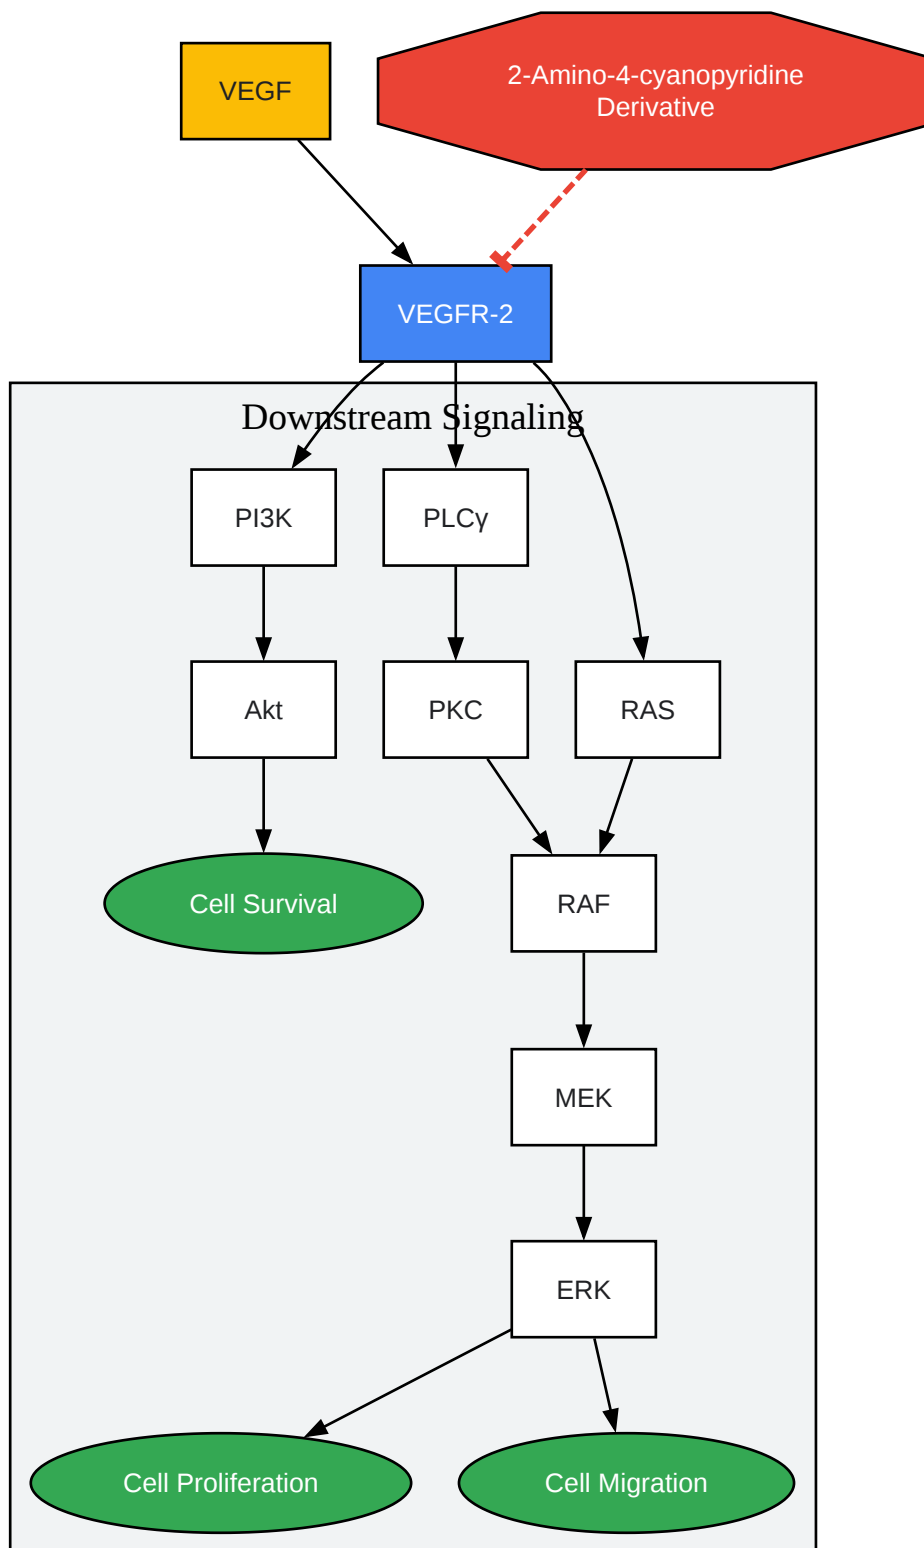 VEGF
2-Amino-4-cyanopyridine
Derivative
VEGFR-2
Downstream Signaling
PI3K
PLCγ
Akt
PKC
RAS
Cell Survival
RAF
MEK
ERK
Cell Proliferation
Cell Migration